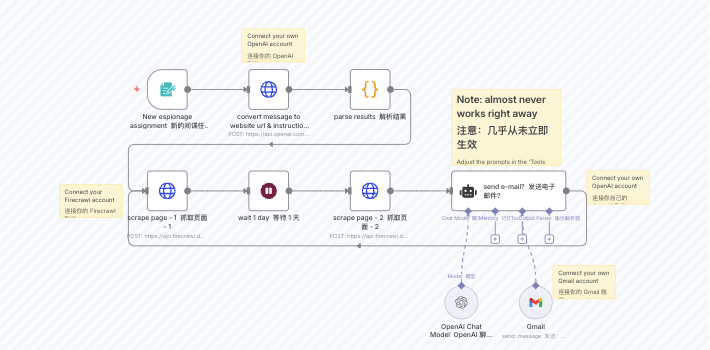 Connect your own
OpenAI account
连接你的 OpenAI
New espionage
assignment 新的间谍任..
convert message to
website url & instructio...
POST: https://api.openai.com...
parse results 解析结果
Note: almost never
works right away
注意：几乎从未立即
生效
Adjust the prompts in the 'Tools
Connect your
Firecrawl account
连接你的 Firecrawl
scrape page - 1 抓取页面
- 1
POST: https://api.firecrawl.d...
wait 1 day 等待 1 天
scrape page - 2 抓取页
面 - 2
POST: https://api.firecrawl.d...
send e-mail? 发送电子
邮件?
Connect your own
OpenAI account
连接你自己的
Chat Model
Memory 记忆
Tool
Parser 输出解析器
Model 模型
Connect your own
Gmail account
连接你的 Gmail 账
OpenAI Chat
Model OpenAI 聊...
Gmail
send: message 发送: ...